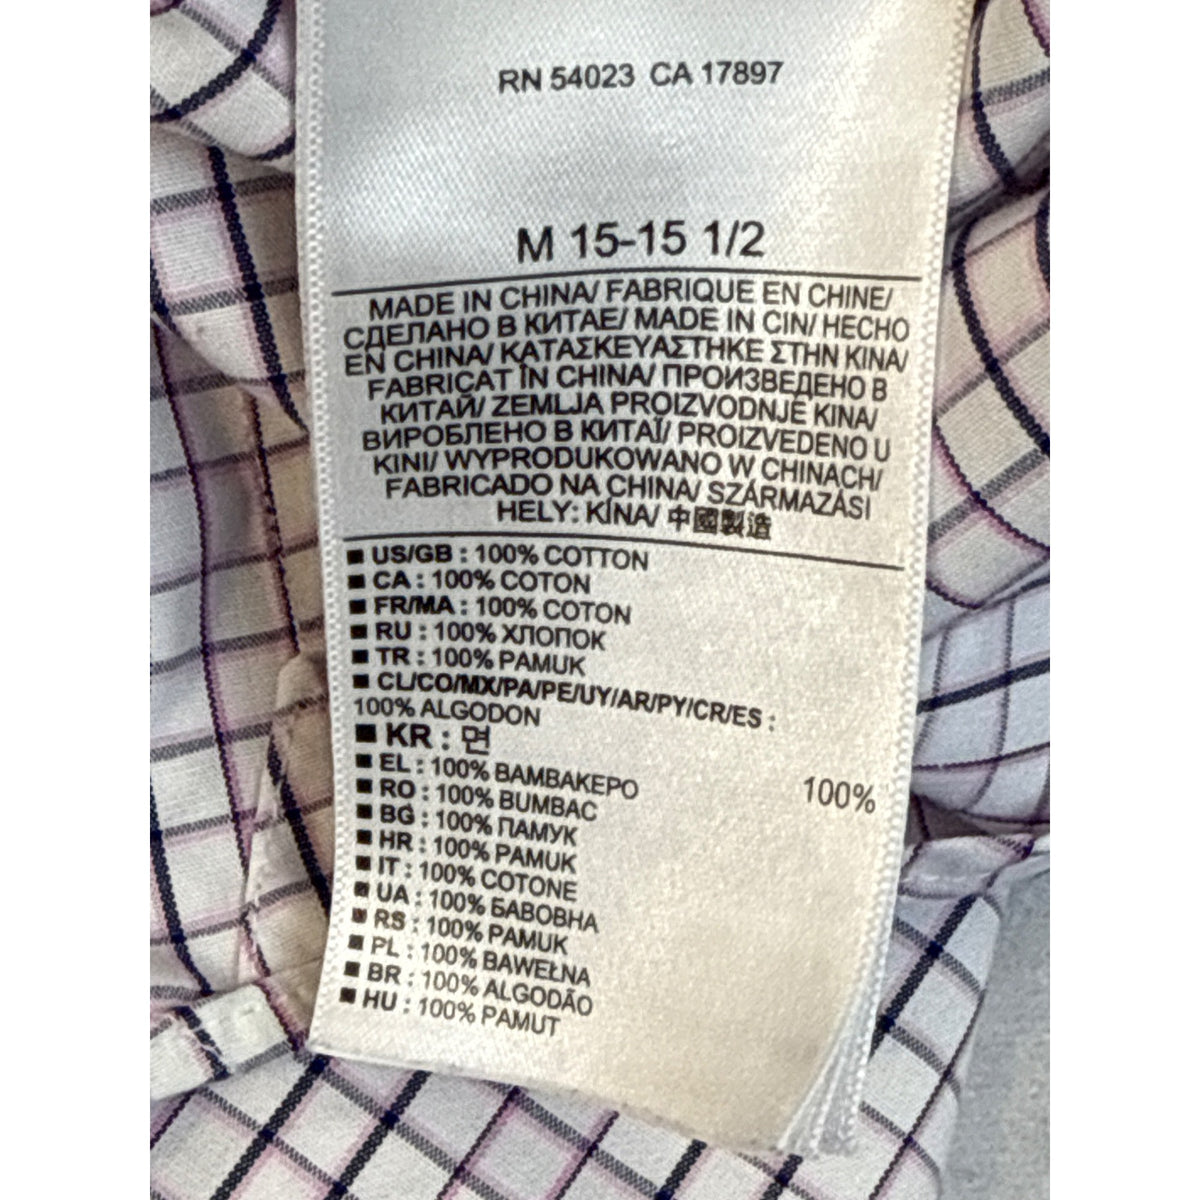 RN 54023 CA 17897
M 15-15 1/2
MADE IN CHINA/ FABRIQUE EN CHINE/
СДЕЛАНО В КИТАЕ/ MADE IN CIN/ HECHO
EN CHINA/ ΚΑΤΑΣΚΕΥΑΣΤΗΚΕ ΣΤΗΝ ΚΙΝΑ/
FABRICAT ÎN CHINA/ ПРОИЗВЕДЕНО В
КИТАЙ/ ZEMLJA PROIZVODNJE KINA/
ВИРОБЛЕНО В КИТАЇ/ PROIZVEDENO U
KINI/ WYPRODUKOWANO W CHINACH/
FABRICADO NA CHINA/ SZÁRMAZÁSI
HELY: KÍNA/ 中國製造
■ US/GB : 100% COTTON
■ CA : 100% COTON
■ FR/MA : 100% COTON
■ RU : 100% ХЛОПОК
■ TR : 100% PAMUK
■ CL/CO/MX/PA/PE/UY/AR/PY/CR/ES :
100% ALGODON
■ KR : 면
100%
■ EL : 100% ΒΑΜΒΑΚΕΡΟ
■ RO : 100% BUMBAC
■ BG : 100% ПАМУК
■ HR : 100% PAMUK
■ IT : 100% COTONE
■ UA : 100% БАВОВНА
■ RS : 100% PAMUK
■ PL : 100% BAWEŁNA
■ BR : 100% ALGODÃO
■ HU : 100% PAMUT